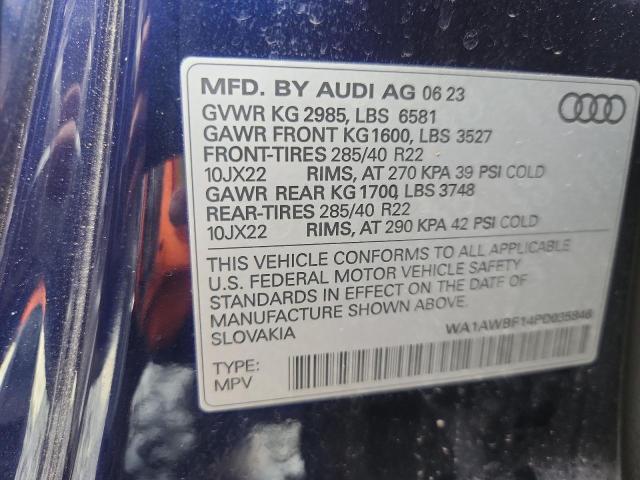 MFD. BY AUDI AG 06 23
GVWR KG 2985, LBS 6581
GAWR FRONT KG 1600, LBS 3527
FRONT-TIRES 285/40 R22
10JX22 RIMS, AT 270 KPA 39 PSI COLD
GAWR REAR KG 1700, LBS 3748
REAR-TIRES 285/40 R22
10JX22 RIMS, AT 290 KPA 42 PSI COLD
THIS VEHICLE CONFORMS TO ALL APPLICABLE
U.S. FEDERAL MOTOR VEHICLE SAFETY
STANDARDS IN EFFECT ON THE DATE OF
MANUFACTURE SHOWN ABOVE.
SLOVAKIA
WA1AWBF14PD035846
TYPE:
MPV